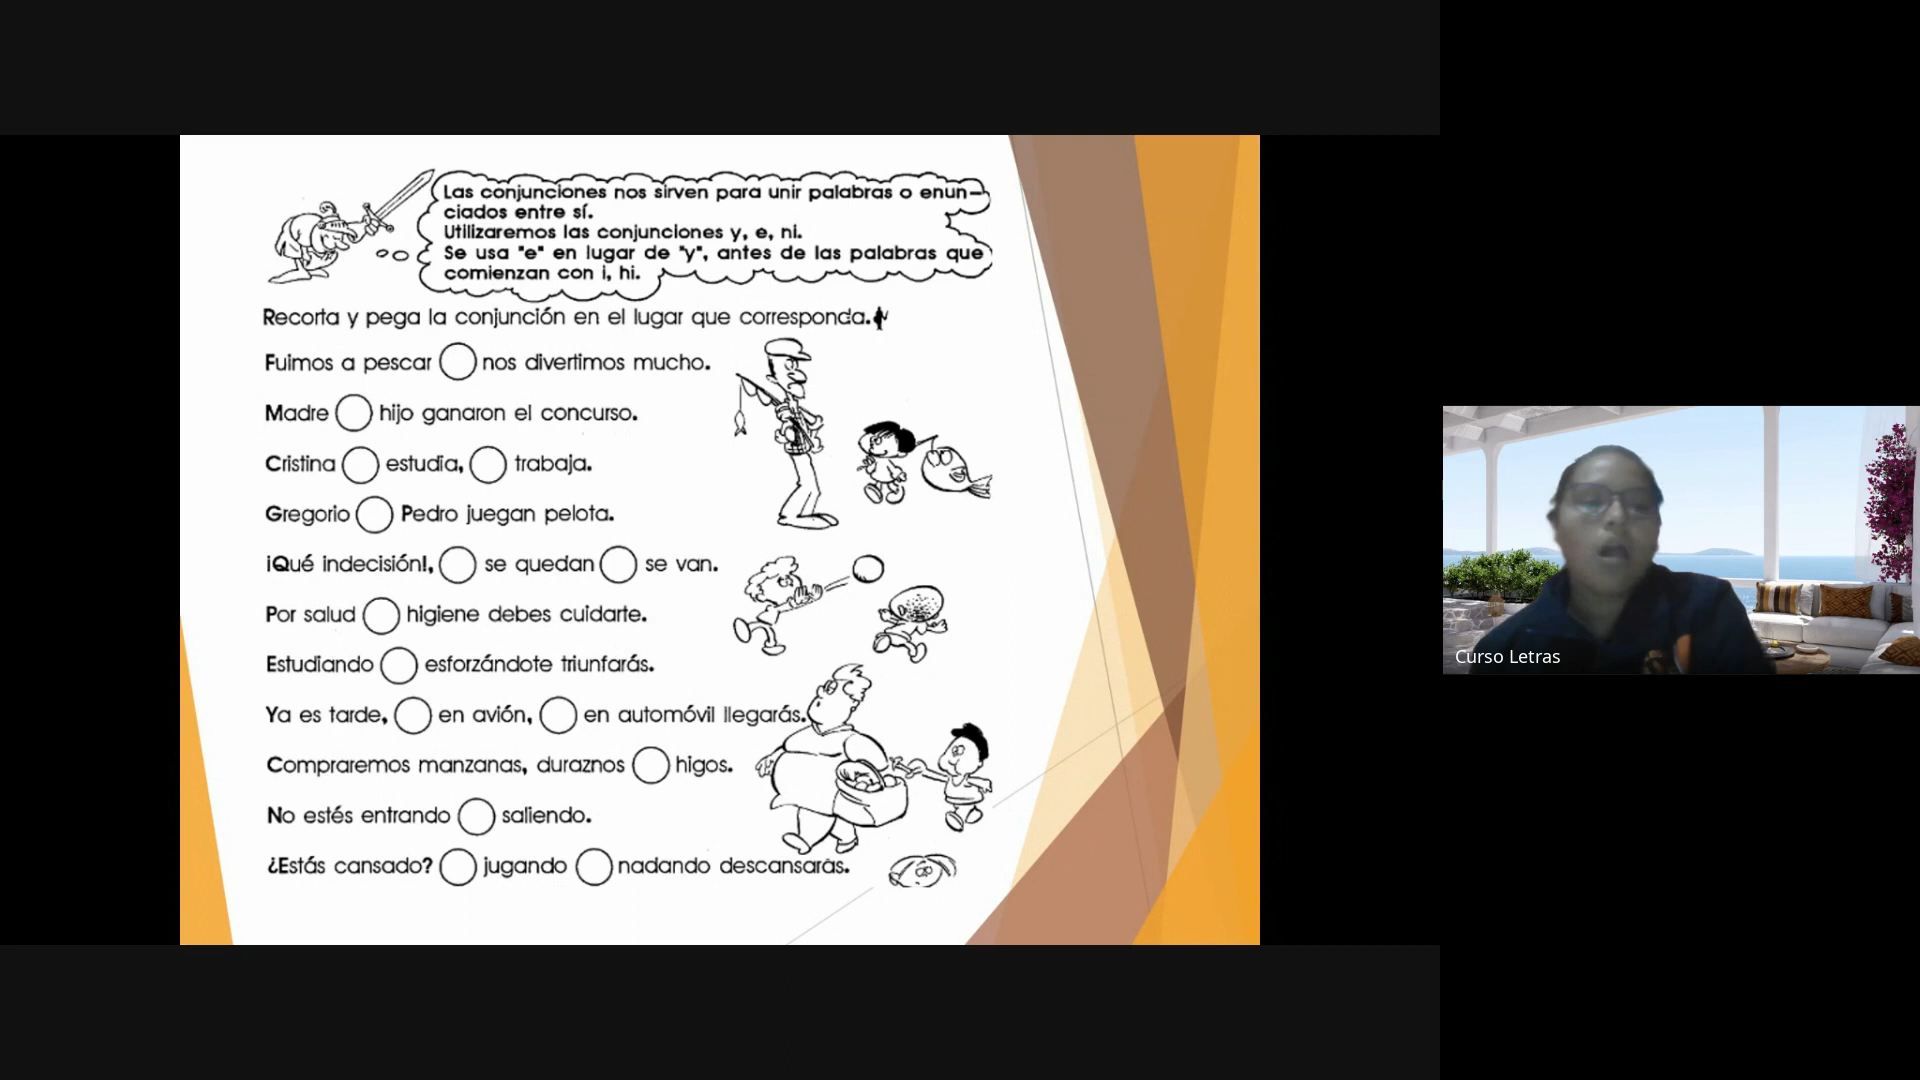 Las conjunciones nos sirven para unir palabras o enun-
ciados entre sí.
Utilizaremos las conjunciones y, e, ni.
Se usa "e" en lugar de "y", antes de las palabras que
comienzan con i, hi.
Recorta y pega la conjunción en el lugar que corresponda.
Fuimos a pescar nos divertimos mucho.
Madre hijo ganaron el concurso.
Cristina estudia, trabaja.
Gregorio Pedro juegan pelota.
¡Qué indecisión!, se quedan se van.
Por salud higiene debes cuidarte.
Estudiando esforzándote triunfarás.
Ya es tarde, en avión, en automóvil llegarás.
Compraremos manzanas, duraznos higos.
No estés entrando saliendo.
¿Estás cansado? jugando nadando descansarás.
Curso Letras